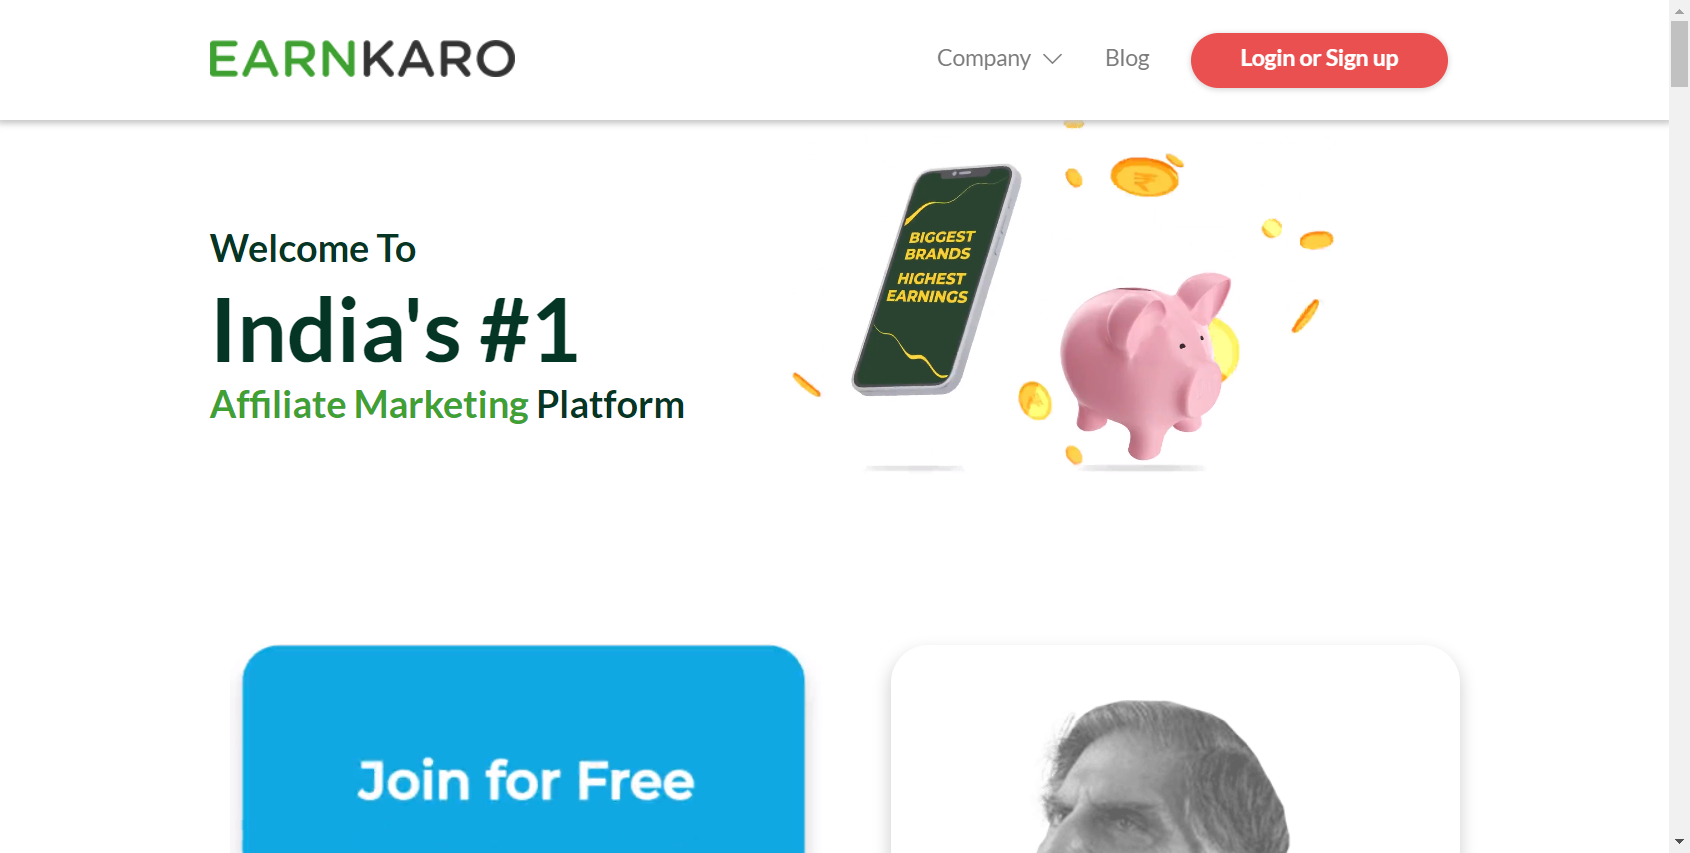 EARNKARO
Company
Blog
Login or Sign up
Welcome To
India's #1
Affiliate Marketing Platform
BIGGEST
BRANDS
HIGHEST
EARNINGS
Join for Free